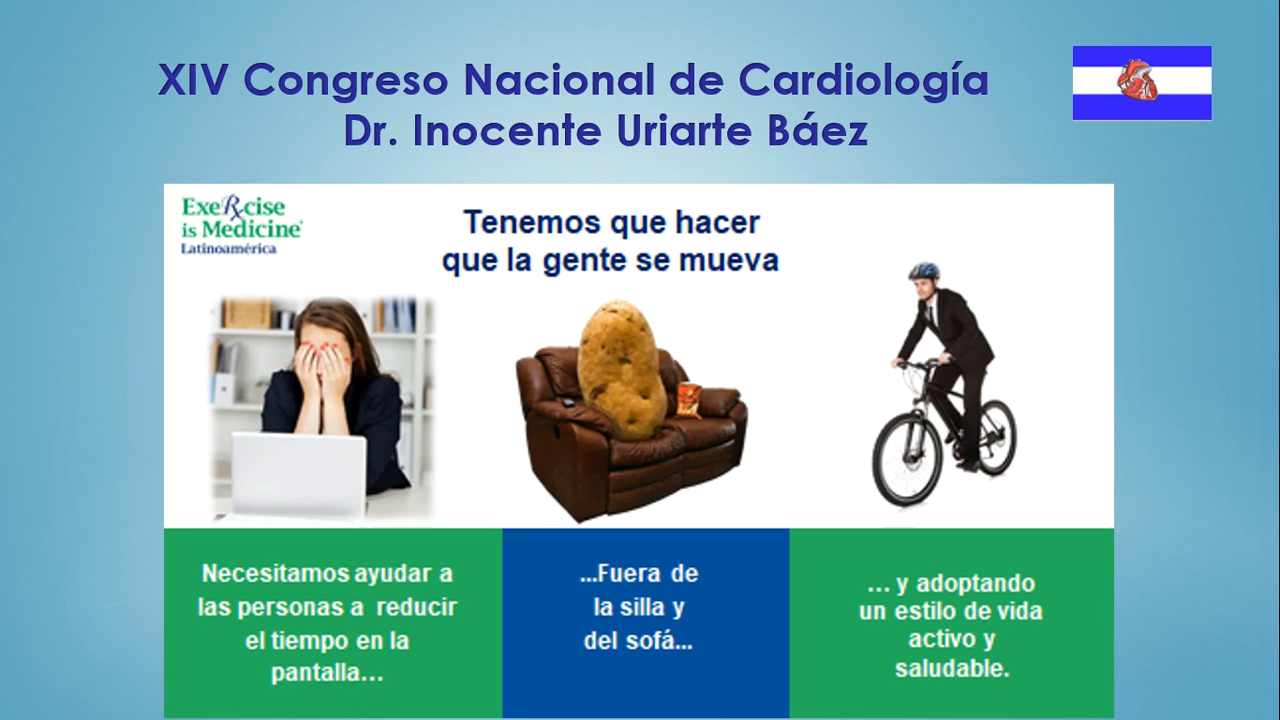 XIV Congreso Nacional de Cardiología
Dr. Inocente Uriarte Báez
ExeRxcise
is Medicine®
Latinoamérica
Tenemos que hacer
que la gente se mueva
Necesitamos ayudar a
las personas a reducir
el tiempo en la
pantalla...
...Fuera de
la silla y
del sofá...
... y adoptando
un estilo de vida
activo y
saludable.